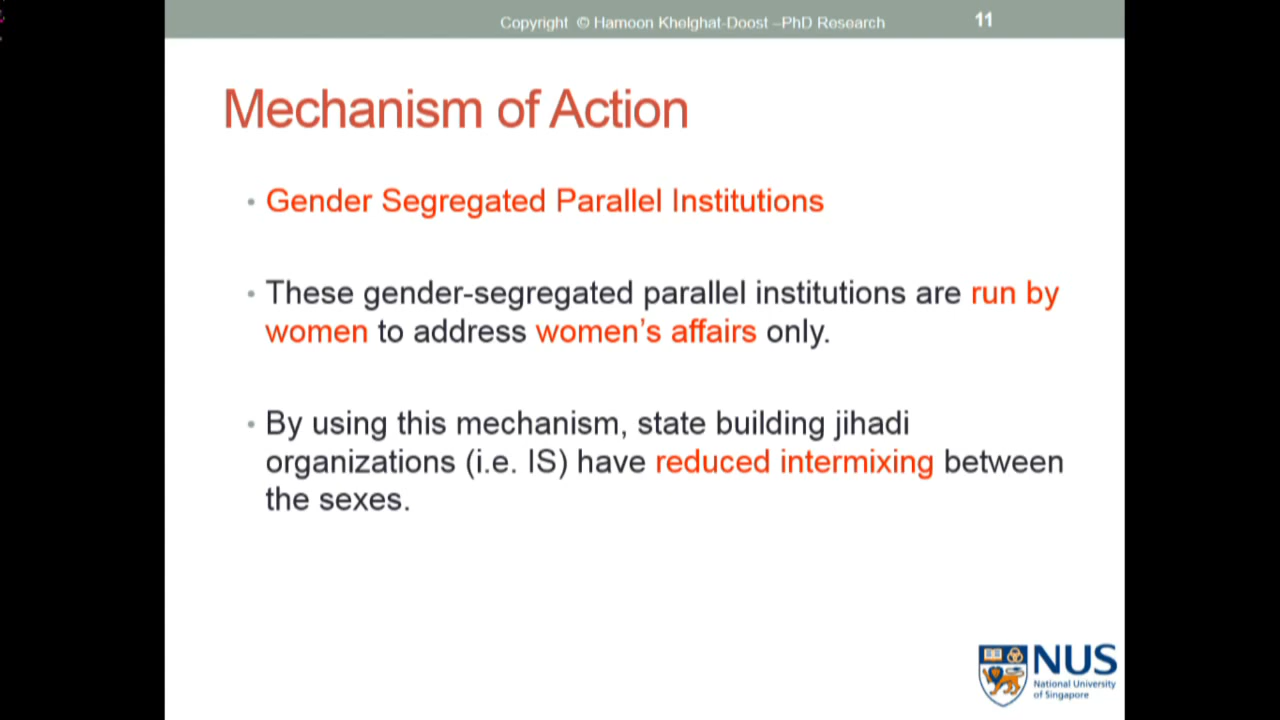 Copyright © Hamoon Khelghat-Doost –PhD Research
11
Mechanism of Action
• Gender Segregated Parallel Institutions
• These gender-segregated parallel institutions are run by
women to address women’s affairs only.
• By using this mechanism, state building jihadi
organizations (i.e. IS) have reduced intermixing between
the sexes.
NUS
National University
of Singapore